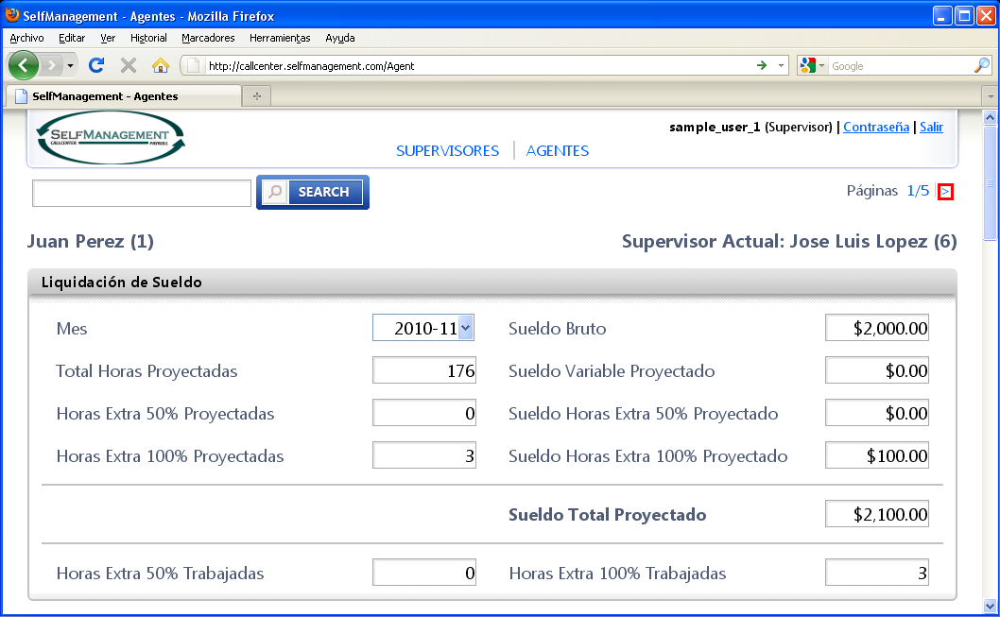 SelfManagement - Agentes - Mozilla Firefox
Archivo Editar Ver Historial Marcadores Herramientas Ayuda
http://callcenter.selfmanagement.com/Agent
Google
SelfManagement - Agentes
SELFMANAGEMENT
CALLCENTER PAYROLL
sample_user_1 (Supervisor) | Contraseña | Salir
SUPERVISORES | AGENTES
SEARCH
Páginas 1/5 >
Juan Perez (1)
Supervisor Actual: Jose Luis Lopez (6)
Liquidación de Sueldo
Mes 2010-11 Sueldo Bruto $2,000.00
Total Horas Proyectadas 176 Sueldo Variable Proyectado $0.00
Horas Extra 50% Proyectadas 0 Sueldo Horas Extra 50% Proyectado $0.00
Horas Extra 100% Proyectadas 3 Sueldo Horas Extra 100% Proyectado $100.00
Sueldo Total Proyectado $2,100.00
Horas Extra 50% Trabajadas 0 Horas Extra 100% Trabajadas 3